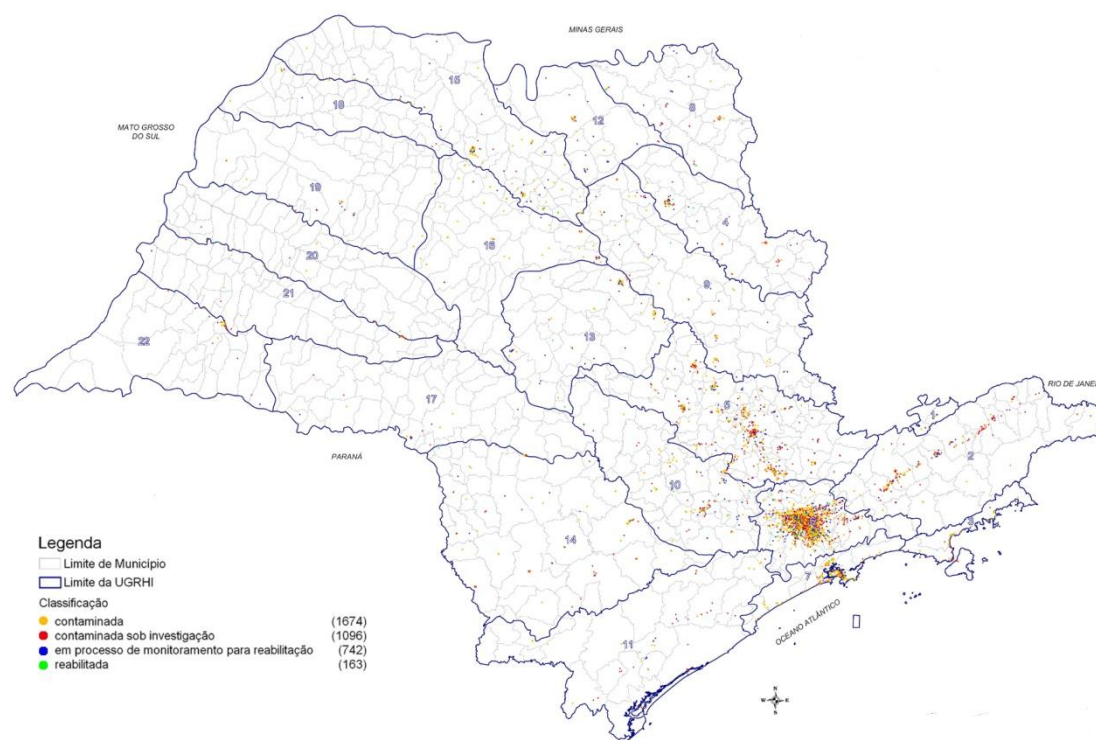 MINAS GERAIS
15
8
18
12
MATO GROSSO
DO SUL
19
4
16
20
9
21
13
22
RIO DE JANEI
5
1
17
2
PARANÁ
10
3
14
7
OCEANO ATLÂNTICO
11
N
W E
S
Legenda
Limite de Município
Limite da UGRHI
Classificação
contaminada (1674)
contaminada sob investigação (1096)
em processo de monitoramento para reabilitação (742)
reabilitada (163)